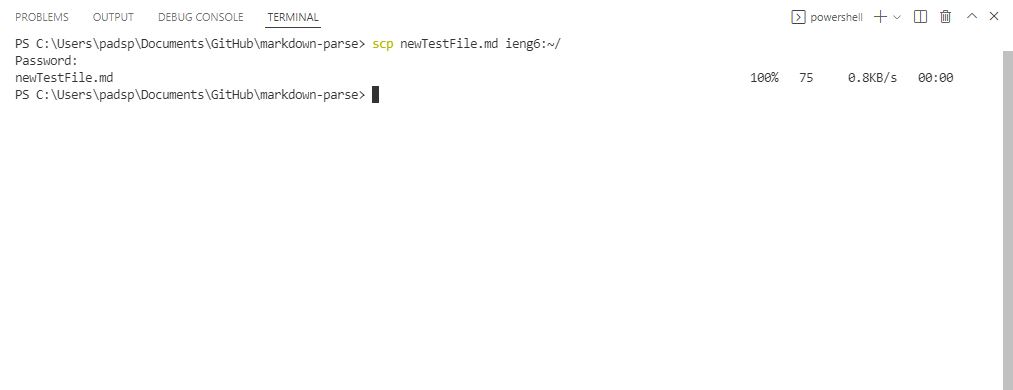 PROBLEMS OUTPUT DEBUG CONSOLE TERMINAL powershell
PS C:\Users\padsp\Documents\GitHub\markdown-parse> scp newTestFile.md ieng6:~/
Password:
newTestFile.md 100% 75 0.8KB/s 00:00
PS C:\Users\padsp\Documents\GitHub\markdown-parse>